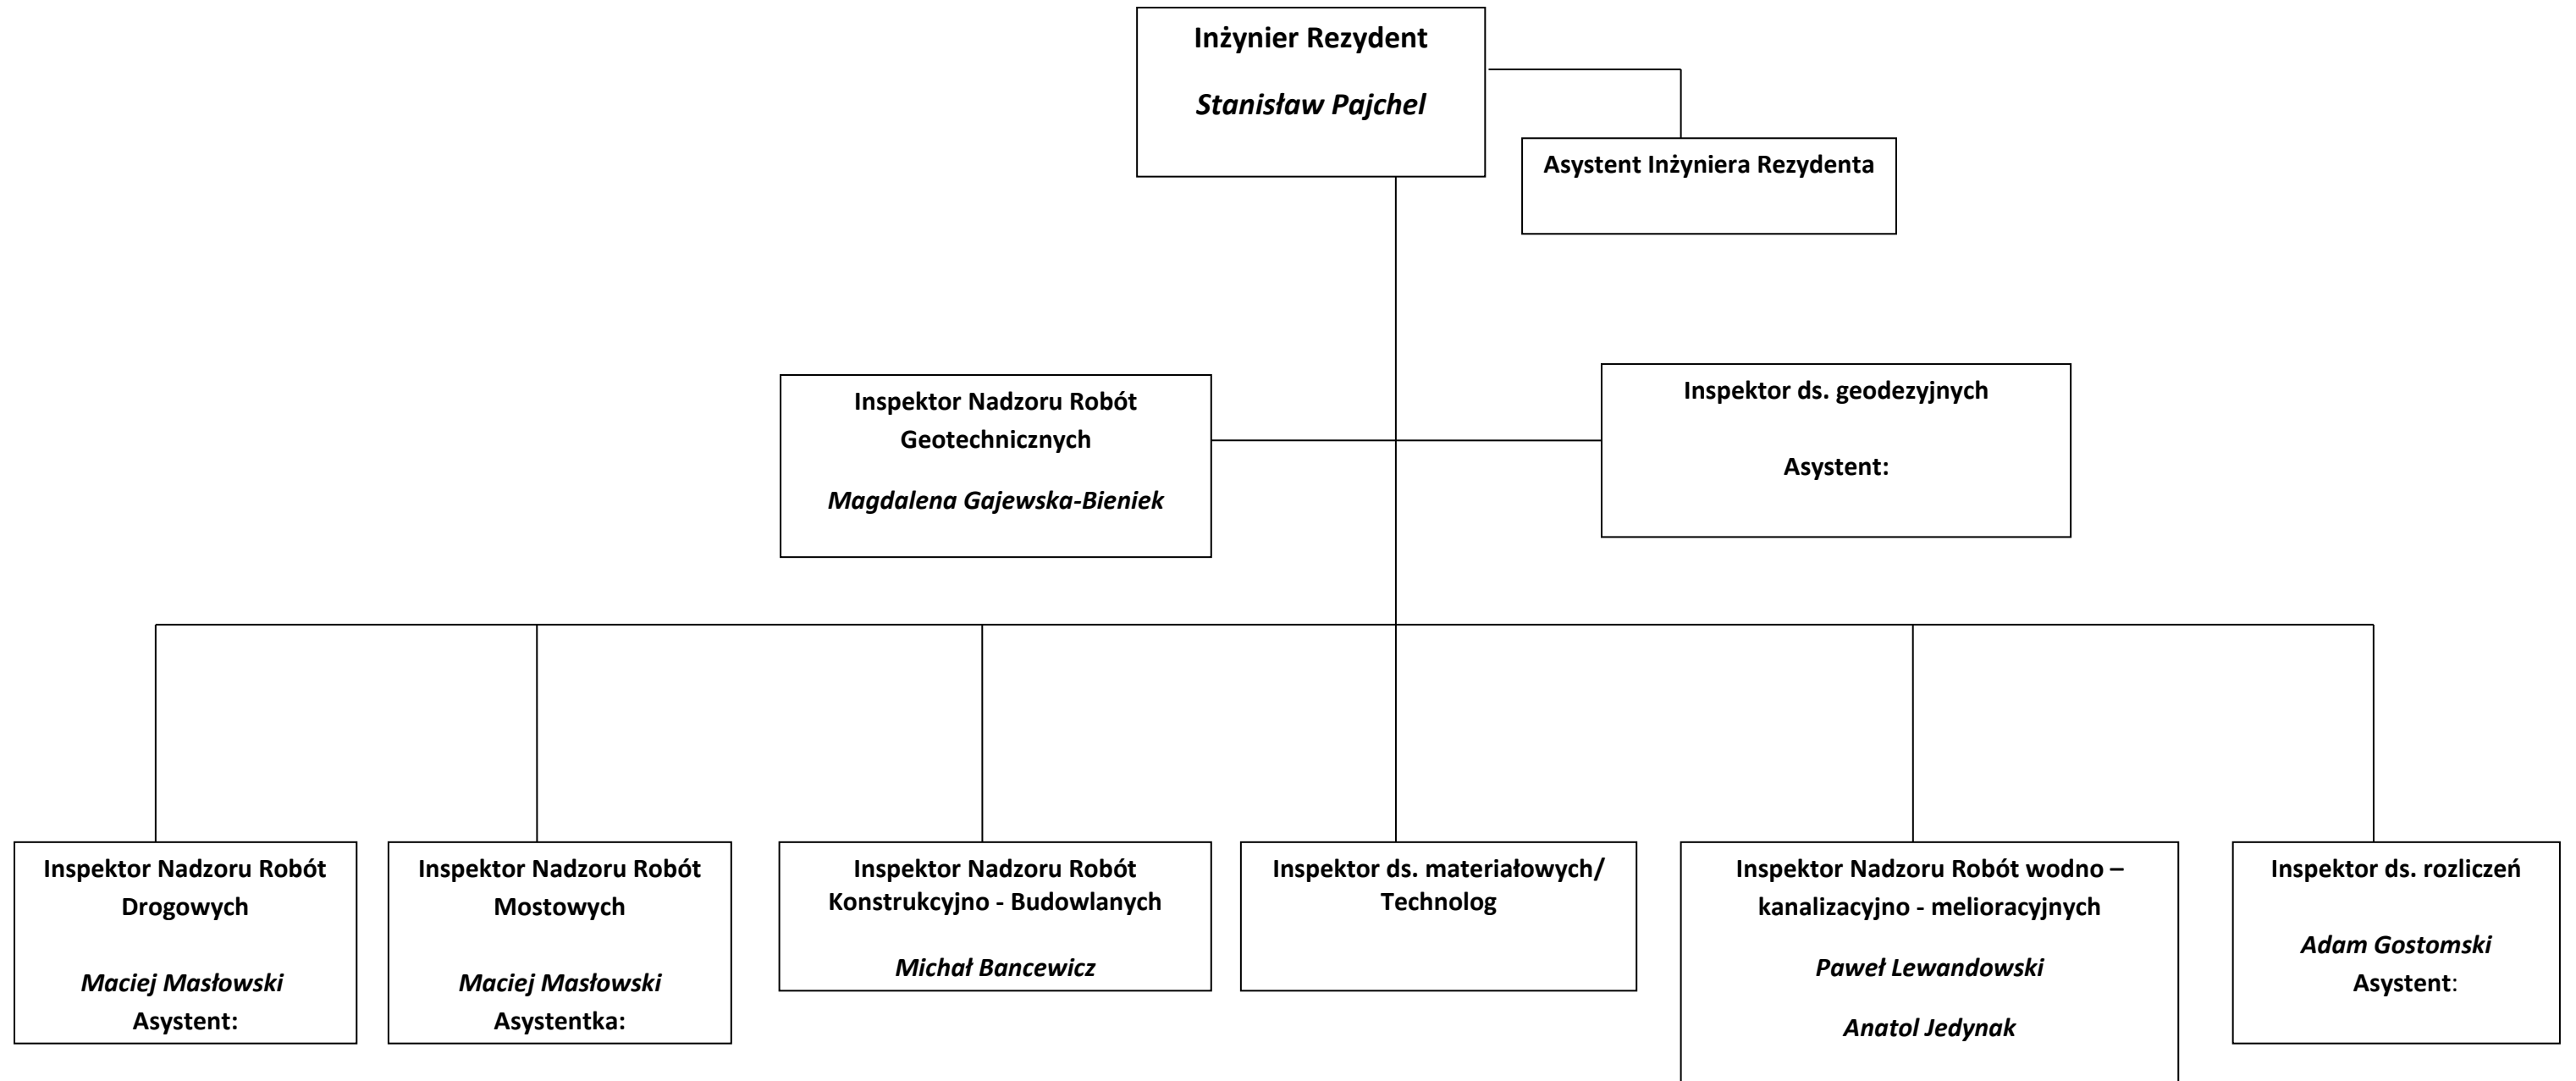 Inżynier Rezydent
Stanisław Pajchel
Asystent Inżyniera Rezydenta
Inspektor Nadzoru Robót
Geotechnicznych
Magdalena Gajewska-Bieniek
Inspektor ds. geodezyjnych
Asystent:
Inspektor Nadzoru Robót
Drogowych
Maciej Masłowski
Asystent:
Inspektor Nadzoru Robót
Mostowych
Maciej Masłowski
Asystentka:
Inspektor Nadzoru Robót
Konstrukcyjno - Budowlanych
Michał Bancewicz
Inspektor ds. materiałowych/
Technolog
Inspektor Nadzoru Robót wodno –
kanalizacyjno - melioracyjnych
Paweł Lewandowski
Anatol Jedynak
Inspektor ds. rozliczeń
Adam Gostomski
Asystent: